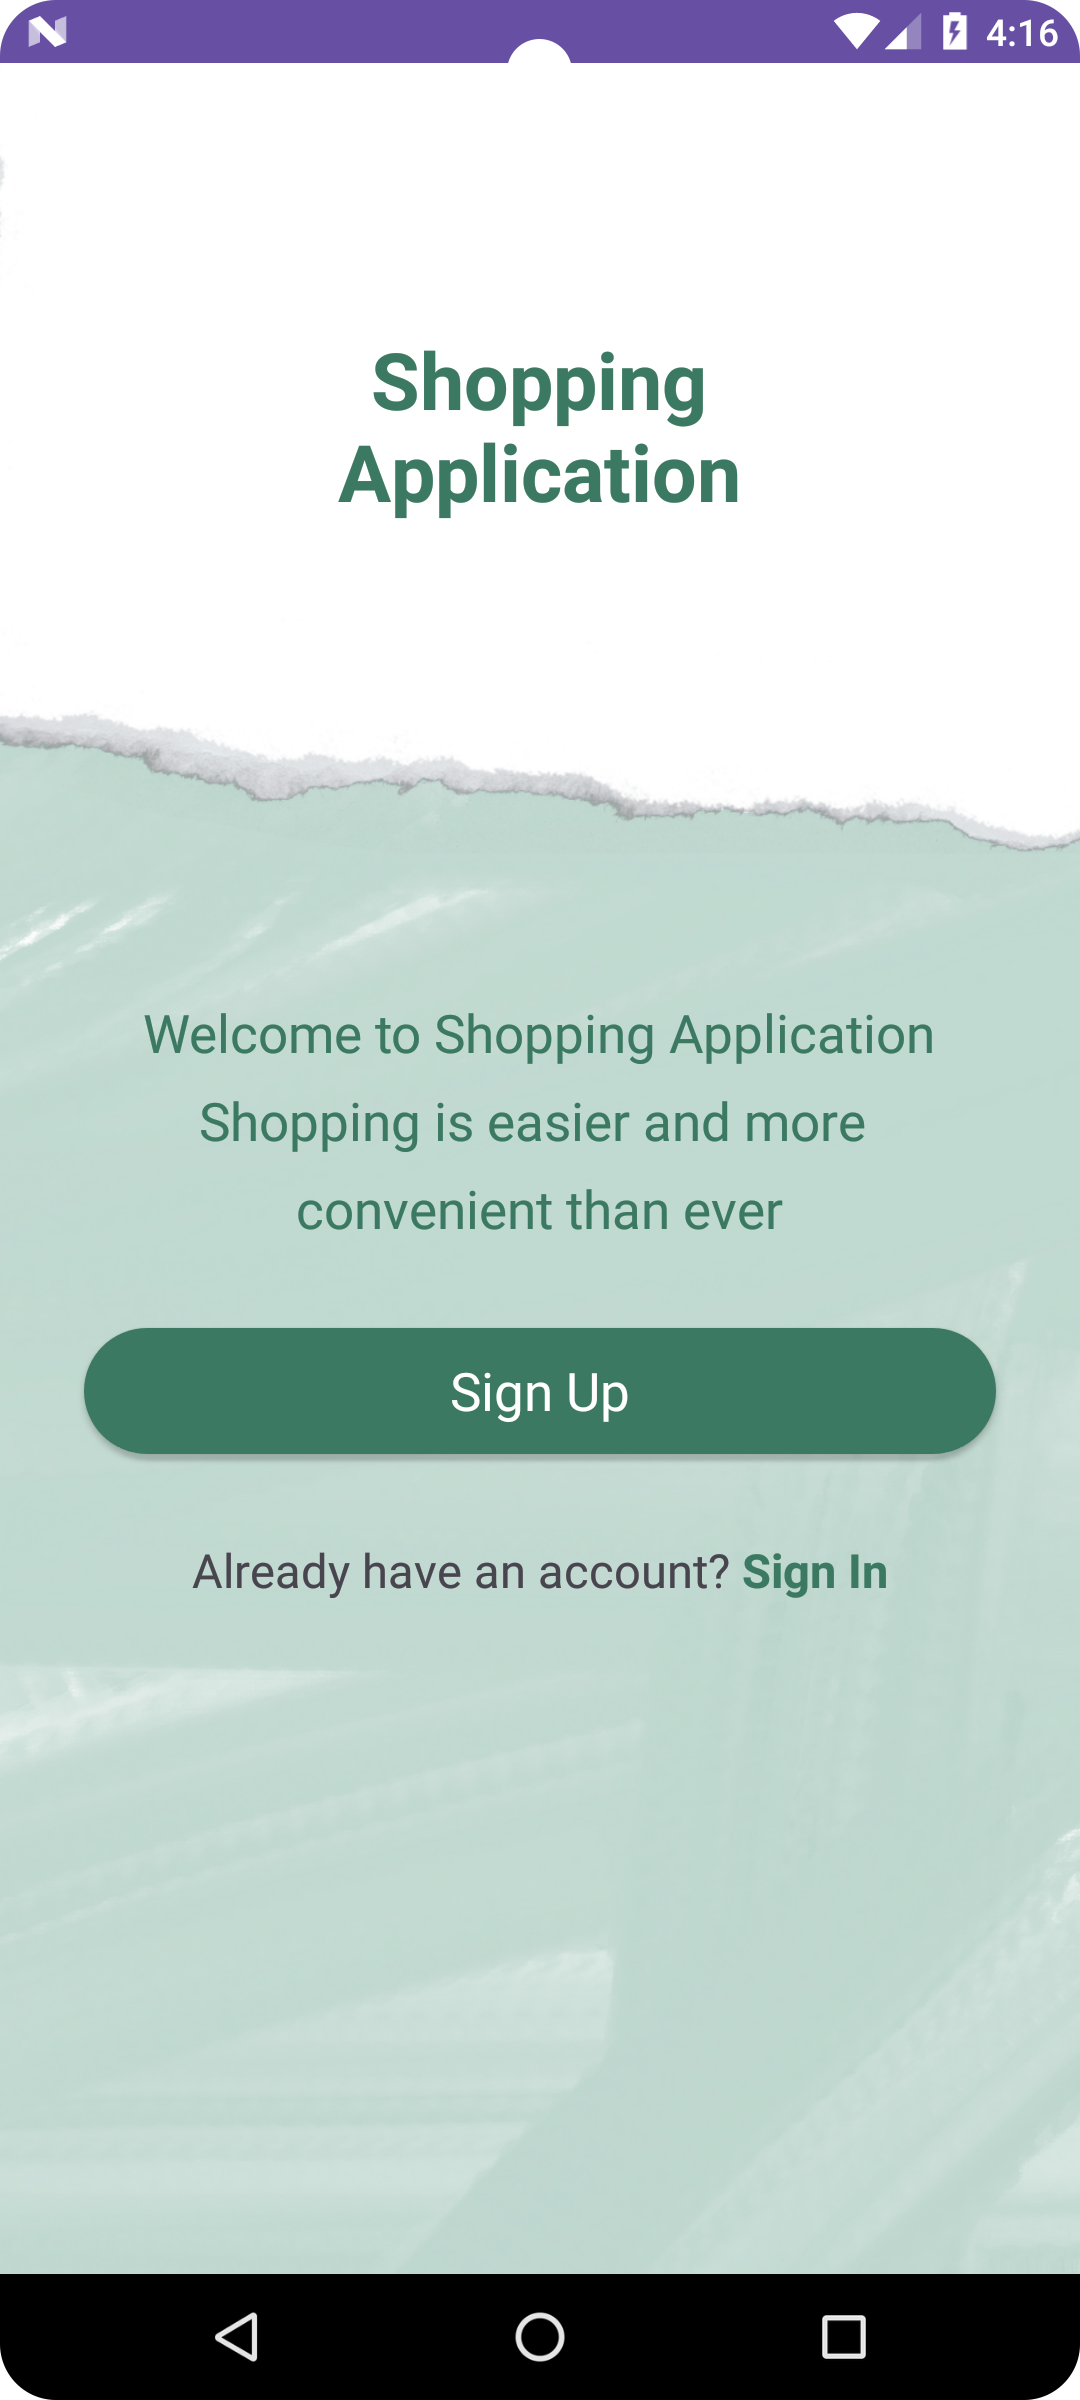 4:16
Shopping
Application
Welcome to Shopping Application
Shopping is easier and more
convenient than ever
Sign Up
Already have an account? Sign In